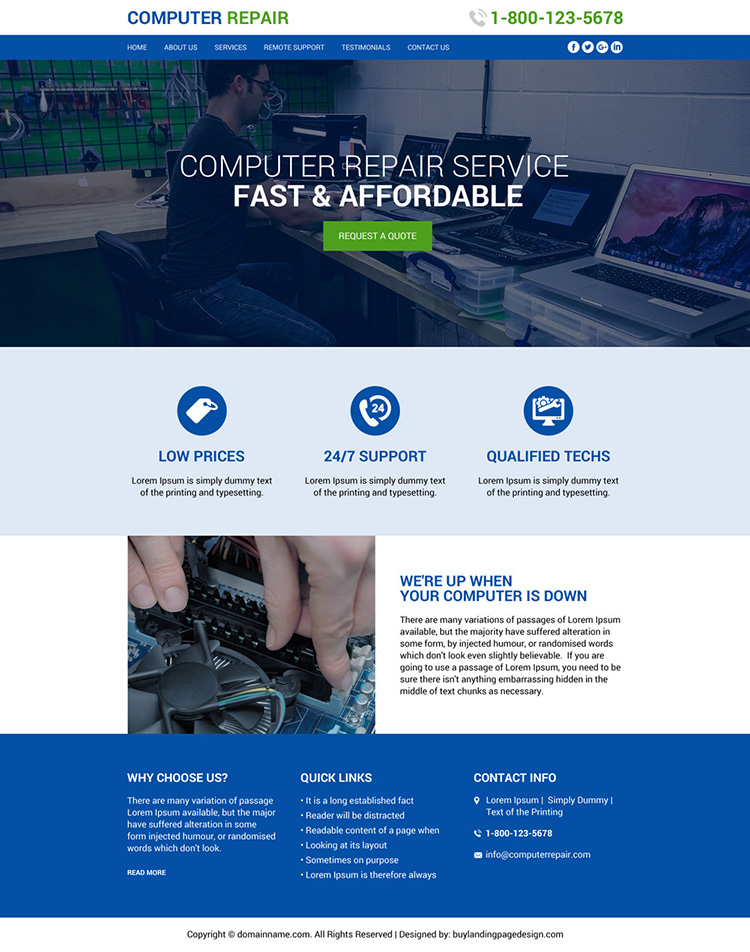 COMPUTER REPAIR
1-800-123-5678
HOME ABOUT US SERVICES REMOTE SUPPORT TESTIMONIALS CONTACT US
COMPUTER REPAIR SERVICE
FAST & AFFORDABLE
REQUEST A QUOTE
24
LOW PRICES
Lorem Ipsum is simply dummy text
of the printing and typesetting.
24/7 SUPPORT
Lorem Ipsum is simply dummy text
of the printing and typesetting.
QUALIFIED TECHS
Lorem Ipsum is simply dummy text
of the printing and typesetting.
WE'RE UP WHEN
YOUR COMPUTER IS DOWN
There are many variations of passages of Lorem Ipsum
available, but the majority have suffered alteration in
some form, by injected humour, or randomised words
which don't look even slightly believable. If you are
going to use a passage of Lorem Ipsum, you need to be
sure there isn't anything embarrassing hidden in the
middle of text chunks as necessary.
WHY CHOOSE US?
There are many variation of passage
Lorem Ipsum available, but the major
have suffered alteration in some
form injected humour, or randomised
words which don't look.
READ MORE
QUICK LINKS
• It is a long established fact
• Reader will be distracted
• Readable content of a page when
• Looking at its layout
• Sometimes on purpose
• Lorem Ipsum is therefore always
CONTACT INFO
Lorem Ipsum | Simply Dummy |
Text of the Printing
1-800-123-5678
info@computerrepair.com
Copyright © domainname.com. All Rights Reserved | Designed by: buylandingpagedesign.com